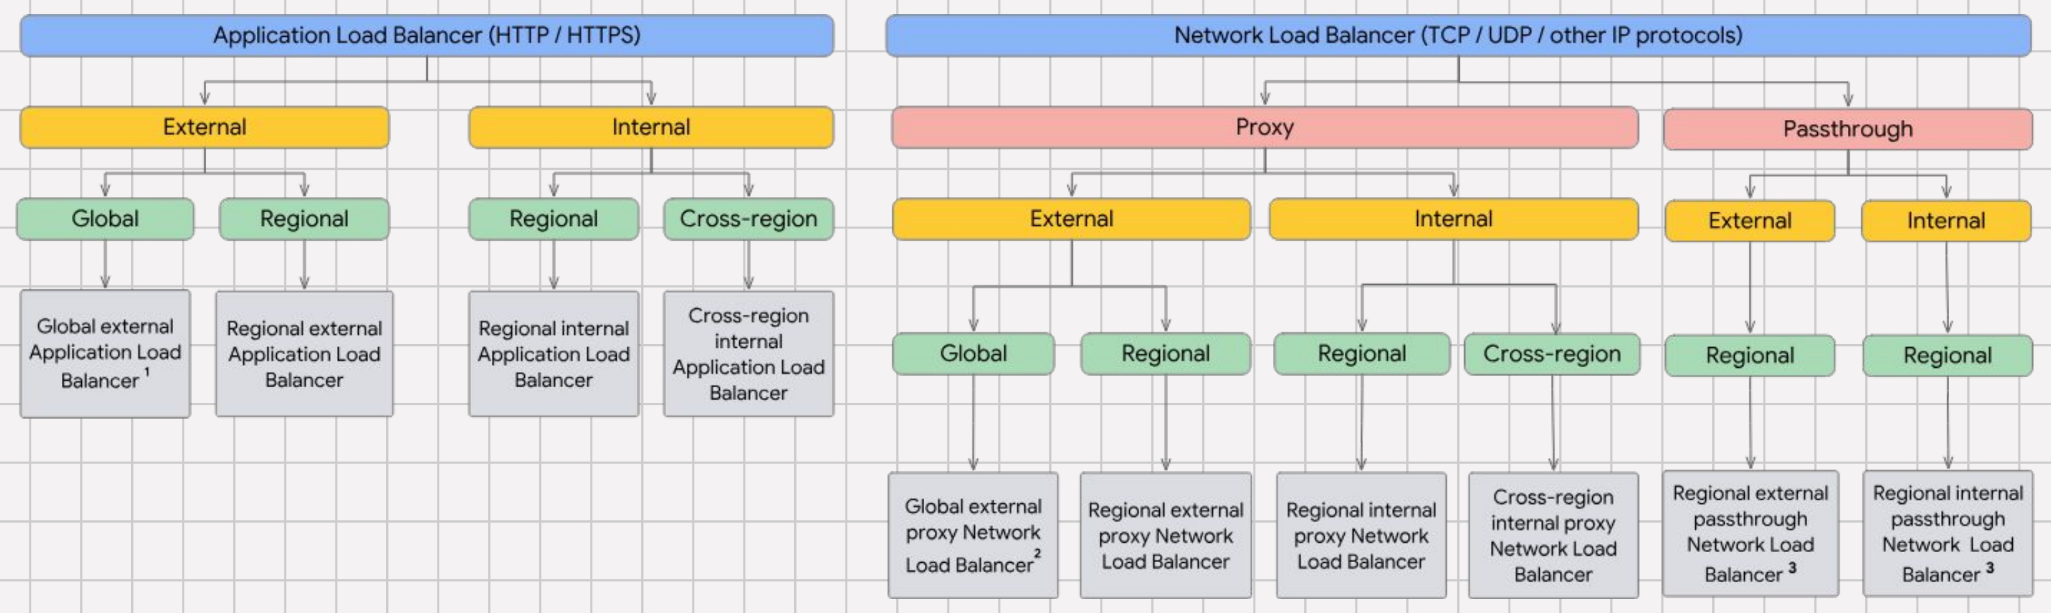 Application Load Balancer (HTTP / HTTPS)
External
Internal
Global
Regional
Regional
Cross-region
Global external
Application Load
Balancer 1
Regional external
Application Load
Balancer
Regional internal
Application Load
Balancer
Cross-region
internal
Application Load
Balancer
Network Load Balancer (TCP / UDP / other IP protocols)
Proxy
Passthrough
External
Internal
External
Internal
Global
Regional
Regional
Cross-region
Regional
Regional
Global external
proxy Network
Load Balancer2
Regional external
proxy Network
Load Balancer
Regional internal
proxy Network
Load Balancer
Cross-region
internal proxy
Network Load
Balancer
Regional external
passthrough
Network Load
Balancer 3
Regional internal
passthrough
Network Load
Balancer 3